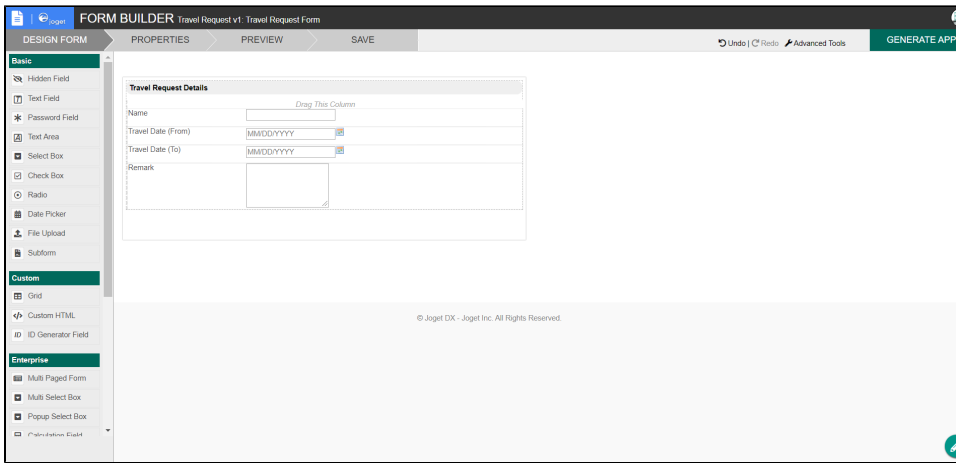 Joget FORM BUILDER Travel Request v1: Travel Request Form
DESIGN FORM PROPERTIES PREVIEW SAVE Undo | Redo Advanced Tools GENERATE APP
Basic
Hidden Field
Text Field
Password Field
Text Area
Select Box
Check Box
Radio
Date Picker
File Upload
Subform
Custom
Grid
Custom HTML
ID ID Generator Field
Enterprise
Multi Paged Form
Multi Select Box
Popup Select Box
Calculation Field
Travel Request Details
Drag This Column
Name
Travel Date (From) MM/DD/YYYY
Travel Date (To) MM/DD/YYYY
Remark
© Joget DX - Joget Inc. All Rights Reserved.